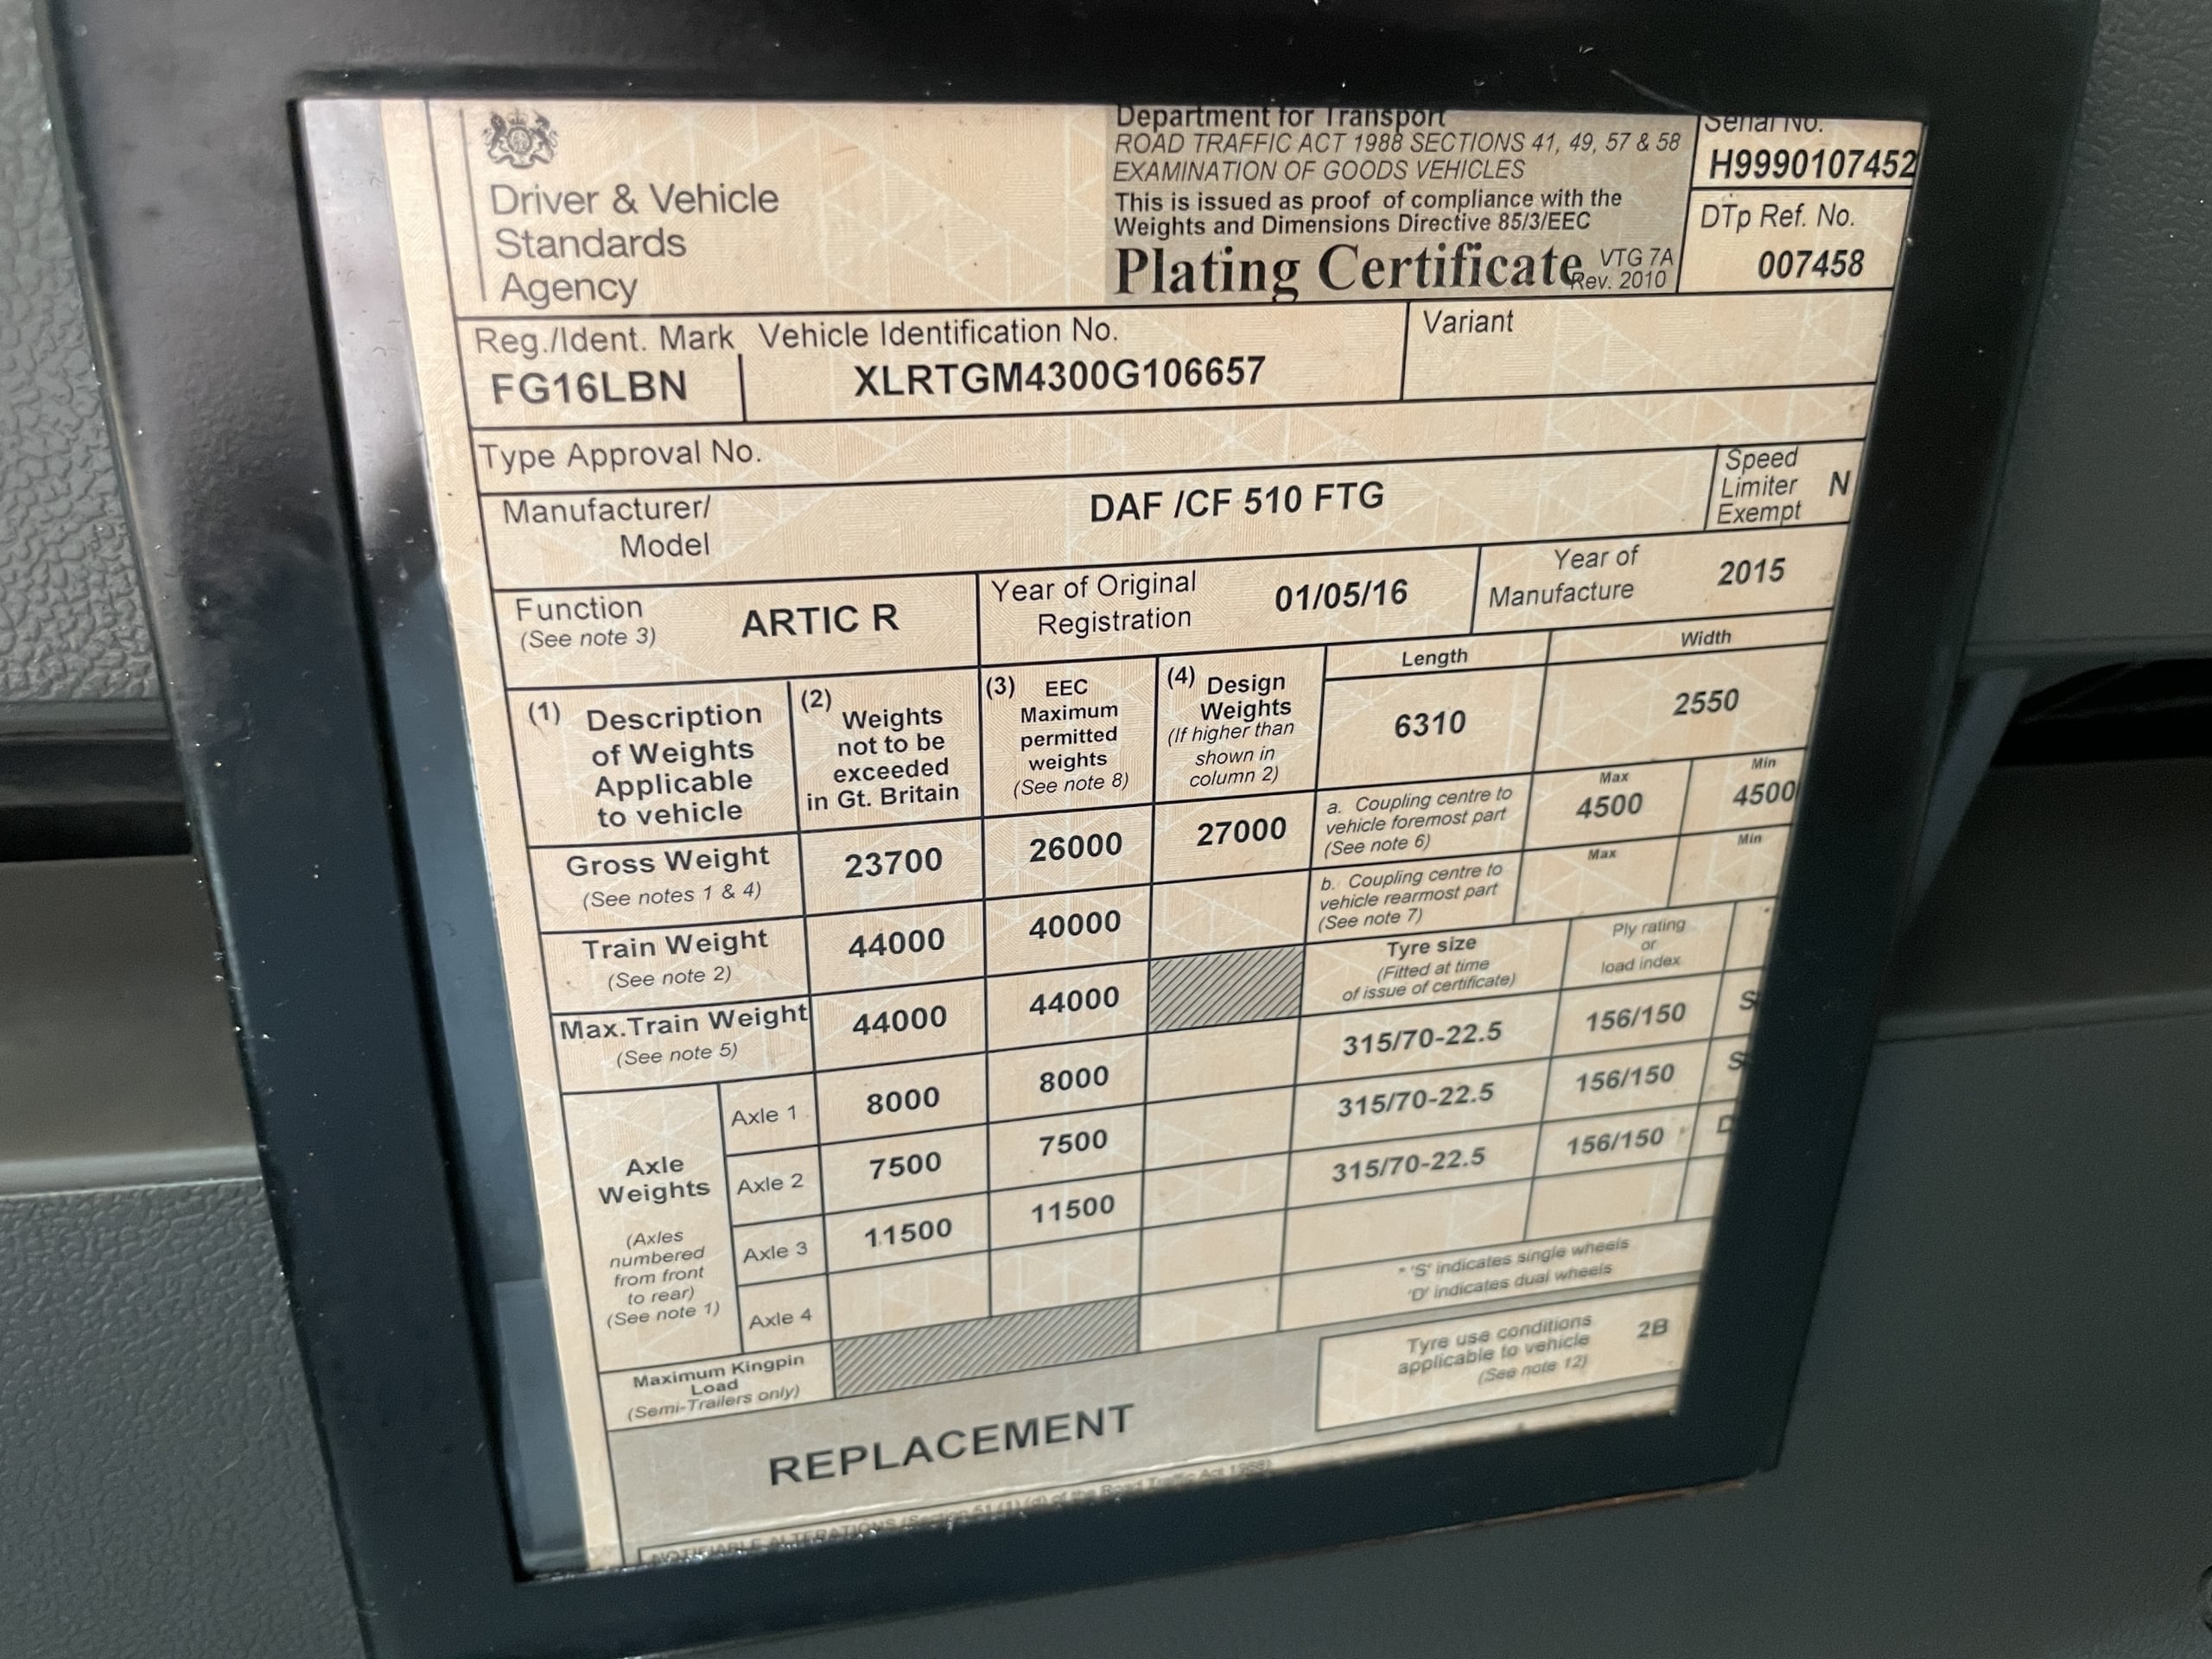 Driver & Vehicle
Standards
Agency
Department for Transport
ROAD TRAFFIC ACT 1988 SECTIONS 41, 49, 57 & 58
EXAMINATION OF GOODS VEHICLES
This is issued as proof of compliance with the
Weights and Dimensions Directive 85/3/EEC
Plating Certificate VTG 7A
Rev. 2010
Serial No.
H9990107452
DTp Ref. No.
007458
Reg./Ident. Mark
FG16LBN
Vehicle Identification No.
XLRTGM4300G106657
Variant
Type Approval No.
Manufacturer/
Model
DAF /CF 510 FTG
Speed
Limiter
Exempt
N
Function
(See note 3)
ARTIC R
Year of Original
Registration
01/05/16
Year of
Manufacture
2015
(1) Description
of Weights
Applicable
to vehicle
(2) Weights
not to be
exceeded
in Gt. Britain
(3) EEC
Maximum
permitted
weights
(See note 8)
(4) Design
Weights
(If higher than
shown in
column 2)
Length
6310
Width
2550
Gross Weight
(See notes 1 & 4)
23700
26000
27000
a. Coupling centre to
vehicle foremost part
(See note 6)
Max
4500
Min
4500
Train Weight
(See note 2)
44000
40000
b. Coupling centre to
vehicle rearmost part
(See note 7)
Max
Min
Max.Train Weight
(See note 5)
44000
44000
Tyre size
(Fitted at time
of issue of certificate)
Ply rating
or
load index
Axle
Weights
(Axles
numbered
from front
to rear)
(See note 1)
Axle 1
8000
8000
315/70-22.5
156/150
S
Axle 2
7500
7500
315/70-22.5
156/150
S
Axle 3
11500
11500
315/70-22.5
156/150
D
Axle 4
* 'S' indicates single wheels
'D' indicates dual wheels
Maximum Kingpin
Load
(Semi-Trailers only)
Tyre use conditions
applicable to vehicle
(See note 12)
2B
REPLACEMENT
NOTIFIABLE ALTERATIONS (Section 51 (1) (d) of the Road Traffic Act 1988)